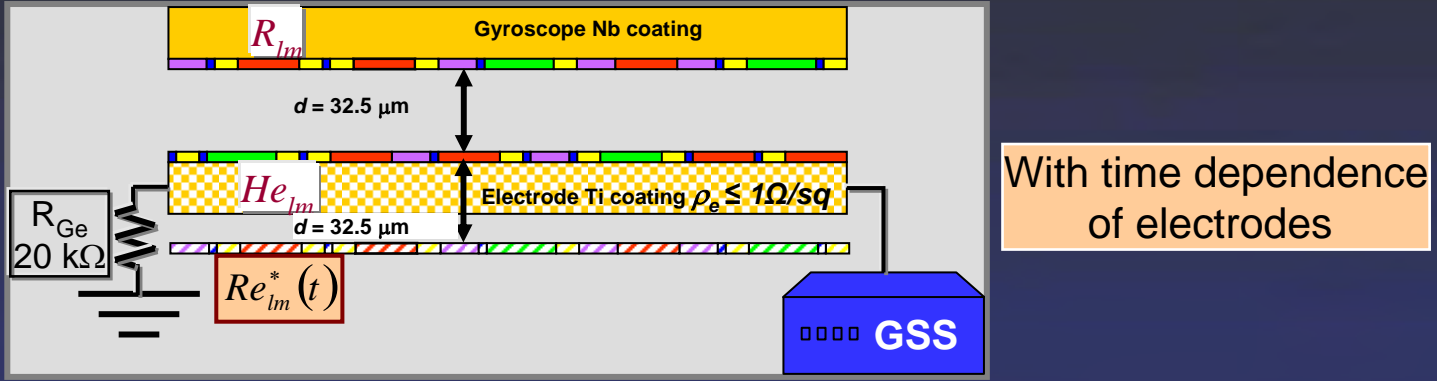 R_lm
Gyroscope Nb coating
d = 32.5 μm
He_lm
Electrode Ti coating ρ_e ≤ 1Ω/sq
d = 32.5 μm
R_Ge
20 kΩ
Re*_lm(t)
GSS
With time dependence
of electrodes